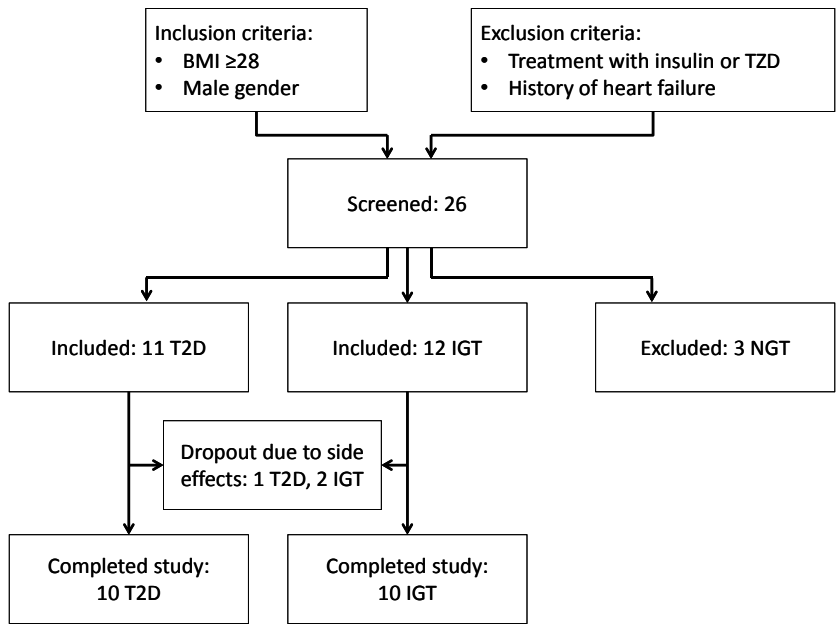 Inclusion criteria:
• BMI ≥28
• Male gender
Exclusion criteria:
• Treatment with insulin or TZD
• History of heart failure
Screened: 26
Included: 11 T2D
Included: 12 IGT
Excluded: 3 NGT
Dropout due to side
effects: 1 T2D, 2 IGT
Completed study:
10 T2D
Completed study:
10 IGT